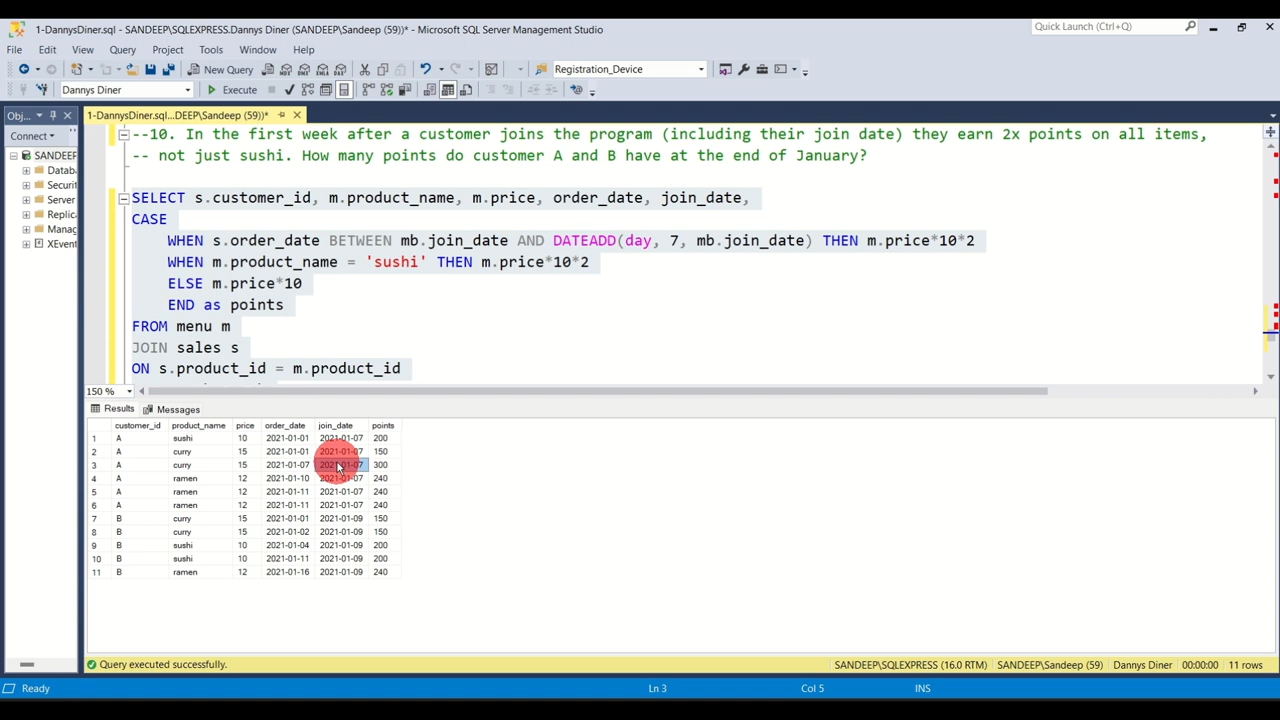 1-DannysDiner.sql - SANDEEP\SQLEXPRESS.Dannys Diner (SANDEEP\Sandeep (59))* - Microsoft SQL Server Management Studio
Quick Launch (Ctrl+Q)
File Edit View Query Project Tools Window Help
New Query
Registration_Device
Dannys Diner
Execute
Obj...
1-DannysDiner.sql...DEEP\Sandeep (59))*
Connect
SANDEEP
Datab
Securit
Server
Replic
Manag
XEvent
--10. In the first week after a customer joins the program (including their join date) they earn 2x points on all items,
-- not just sushi. How many points do customer A and B have at the end of January?
SELECT s.customer_id, m.product_name, m.price, order_date, join_date,
CASE
WHEN s.order_date BETWEEN mb.join_date AND DATEADD(day, 7, mb.join_date) THEN m.price*10*2
WHEN m.product_name = 'sushi' THEN m.price*10*2
ELSE m.price*10
END as points
FROM menu m
JOIN sales s
ON s.product_id = m.product_id
150 %
Results Messages
customer_id product_name price order_date join_date points
1 A sushi 10 2021-01-01 2021-01-07 200
2 A curry 15 2021-01-01 2021-01-07 150
3 A curry 15 2021-01-07 2021-01-07 300
4 A ramen 12 2021-01-10 2021-01-07 240
5 A ramen 12 2021-01-11 2021-01-07 240
6 A ramen 12 2021-01-11 2021-01-07 240
7 B curry 15 2021-01-01 2021-01-09 150
8 B curry 15 2021-01-02 2021-01-09 150
9 B sushi 10 2021-01-04 2021-01-09 200
10 B sushi 10 2021-01-11 2021-01-09 200
11 B ramen 12 2021-01-16 2021-01-09 240
Query executed successfully.
SANDEEP\SQLEXPRESS (16.0 RTM) SANDEEP\Sandeep (59) Dannys Diner 00:00:00 11 rows
Ready
Ln 3 Col 5 INS